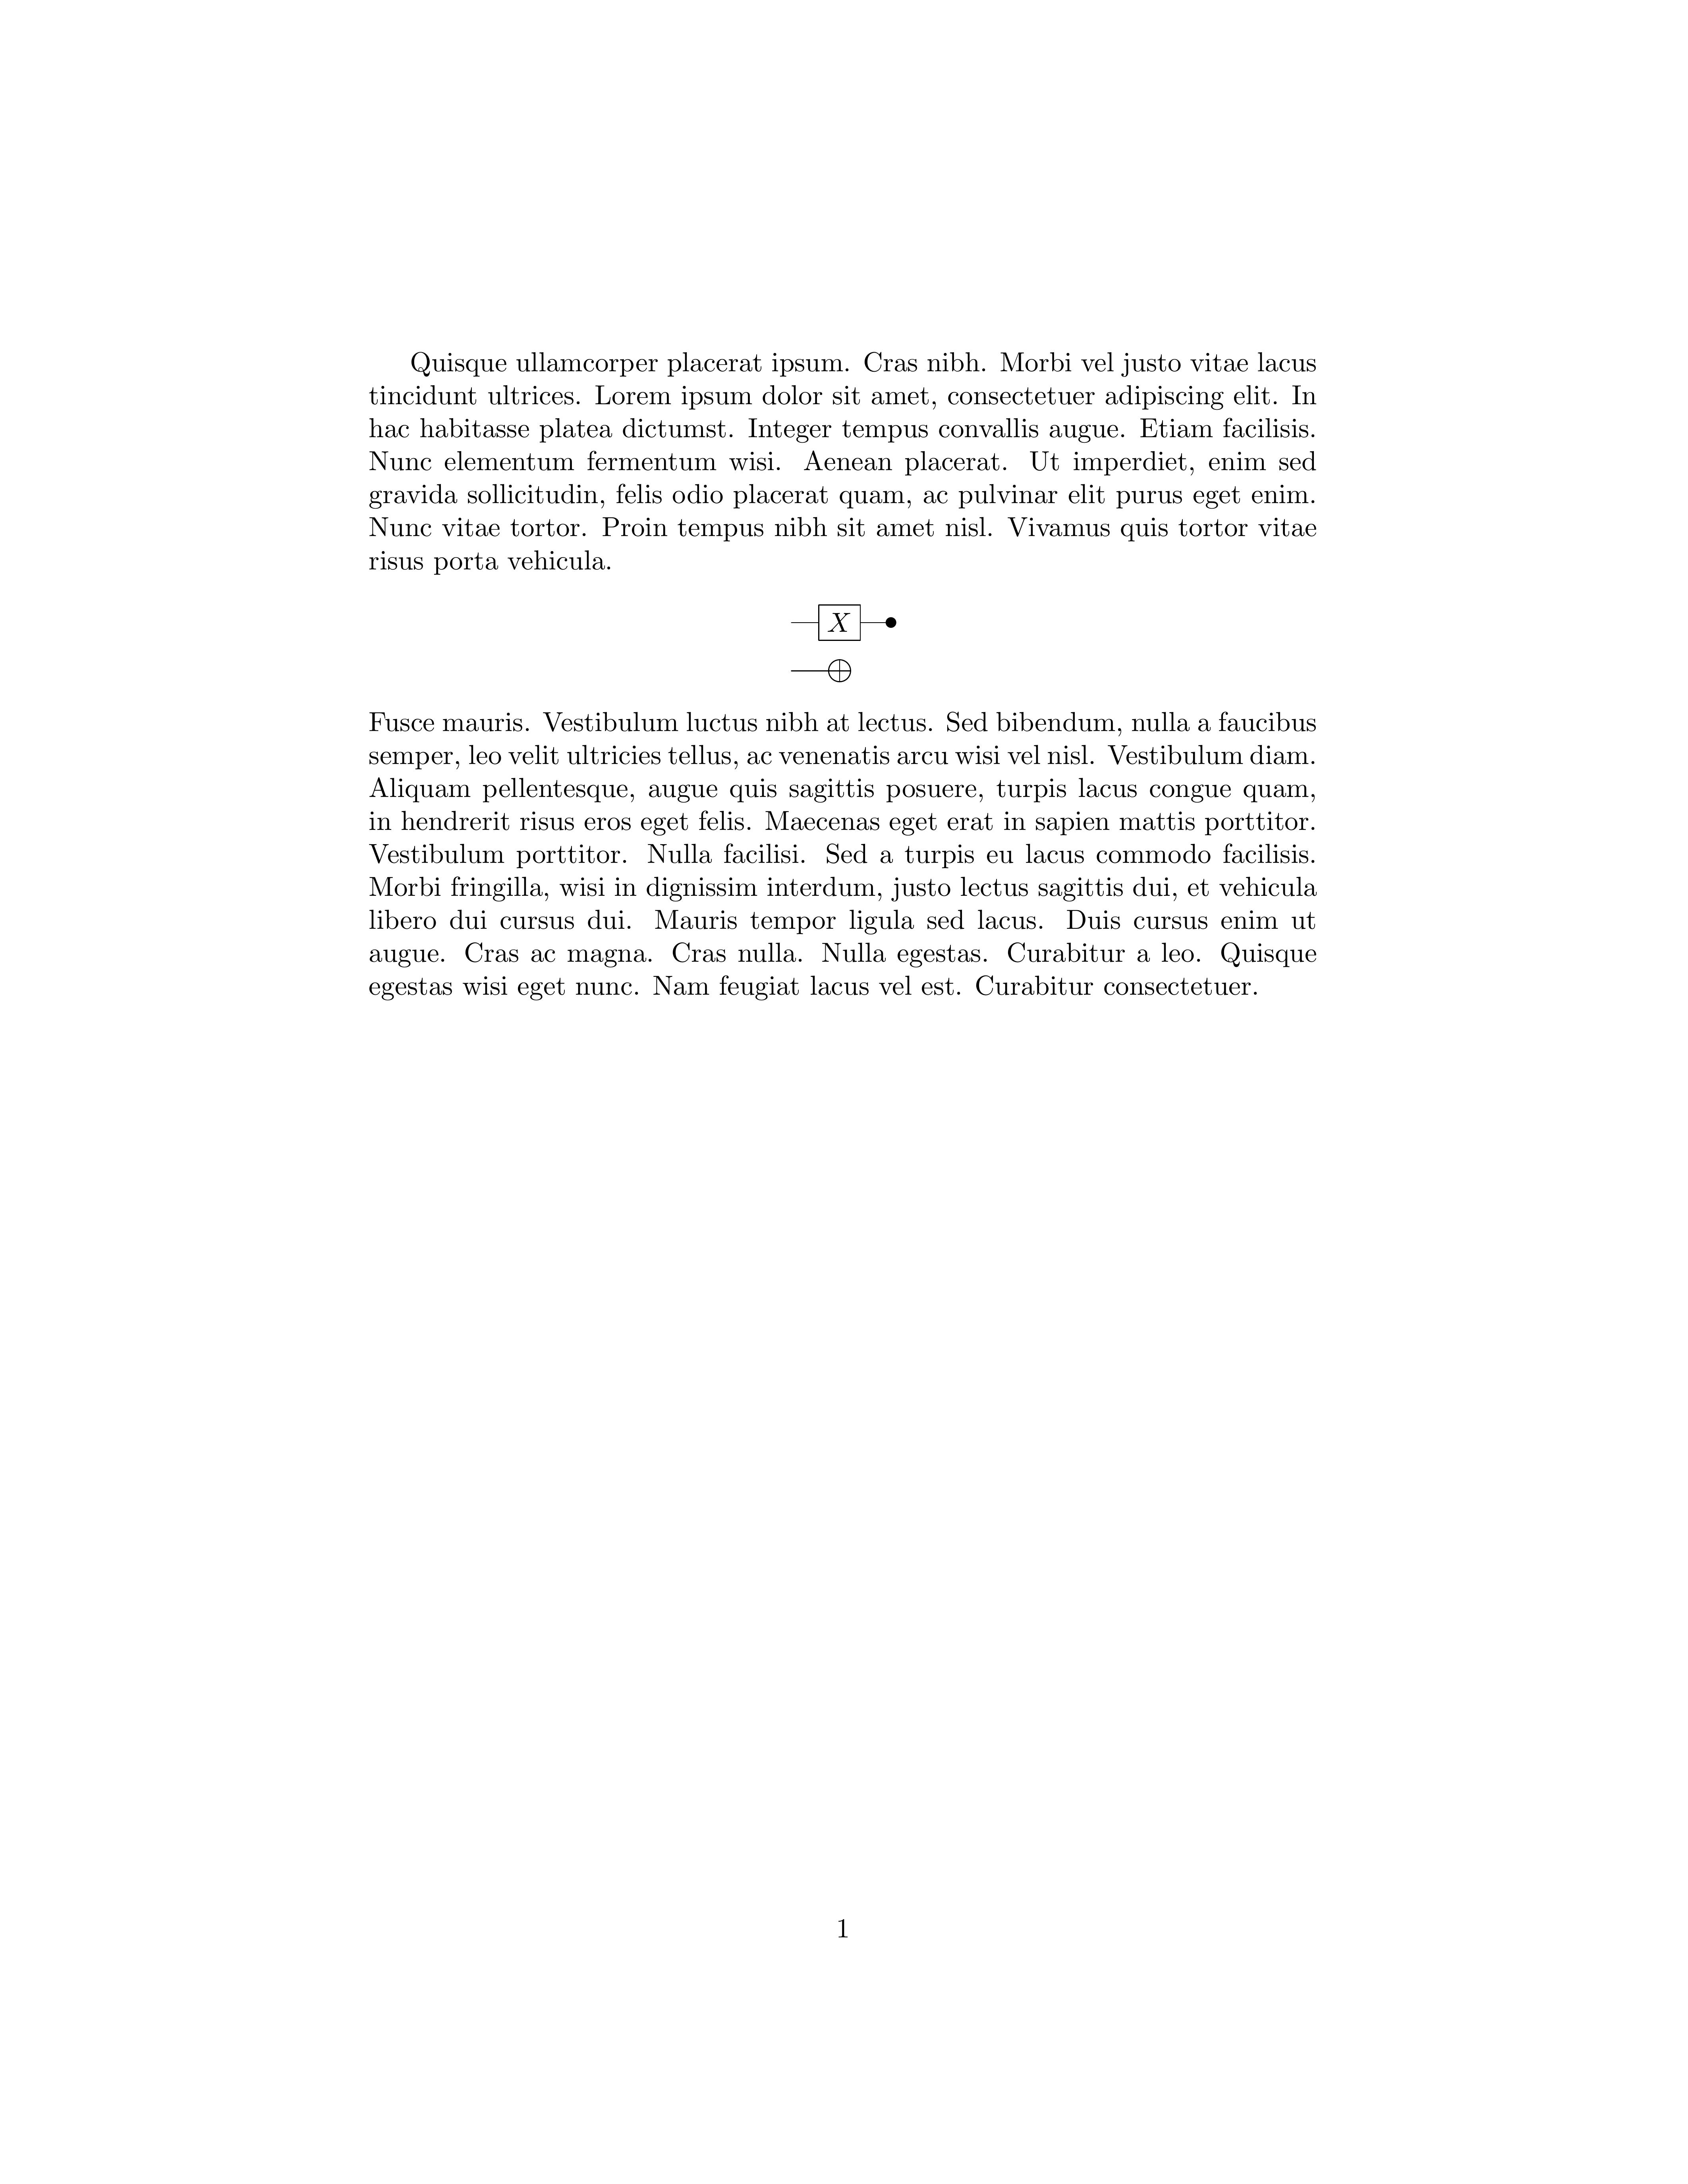 Quisque ullamcorper placerat ipsum. Cras nibh. Morbi vel justo vitae lacus
tincidunt ultrices. Lorem ipsum dolor sit amet, consectetuer adipiscing elit. In
hac habitasse platea dictumst. Integer tempus convallis augue. Etiam facilisis.
Nunc elementum fermentum wisi. Aenean placerat. Ut imperdiet, enim sed
gravida sollicitudin, felis odio placerat quam, ac pulvinar elit purus eget enim.
Nunc vitae tortor. Proin tempus nibh sit amet nisl. Vivamus quis tortor vitae
risus porta vehicula.
X
Fusce mauris. Vestibulum luctus nibh at lectus. Sed bibendum, nulla a faucibus
semper, leo velit ultricies tellus, ac venenatis arcu wisi vel nisl. Vestibulum diam.
Aliquam pellentesque, augue quis sagittis posuere, turpis lacus congue quam,
in hendrerit risus eros eget felis. Maecenas eget erat in sapien mattis porttitor.
Vestibulum porttitor. Nulla facilisi. Sed a turpis eu lacus commodo facilisis.
Morbi fringilla, wisi in dignissim interdum, justo lectus sagittis dui, et vehicula
libero dui cursus dui. Mauris tempor ligula sed lacus. Duis cursus enim ut
augue. Cras ac magna. Cras nulla. Nulla egestas. Curabitur a leo. Quisque
egestas wisi eget nunc. Nam feugiat lacus vel est. Curabitur consectetuer.
1